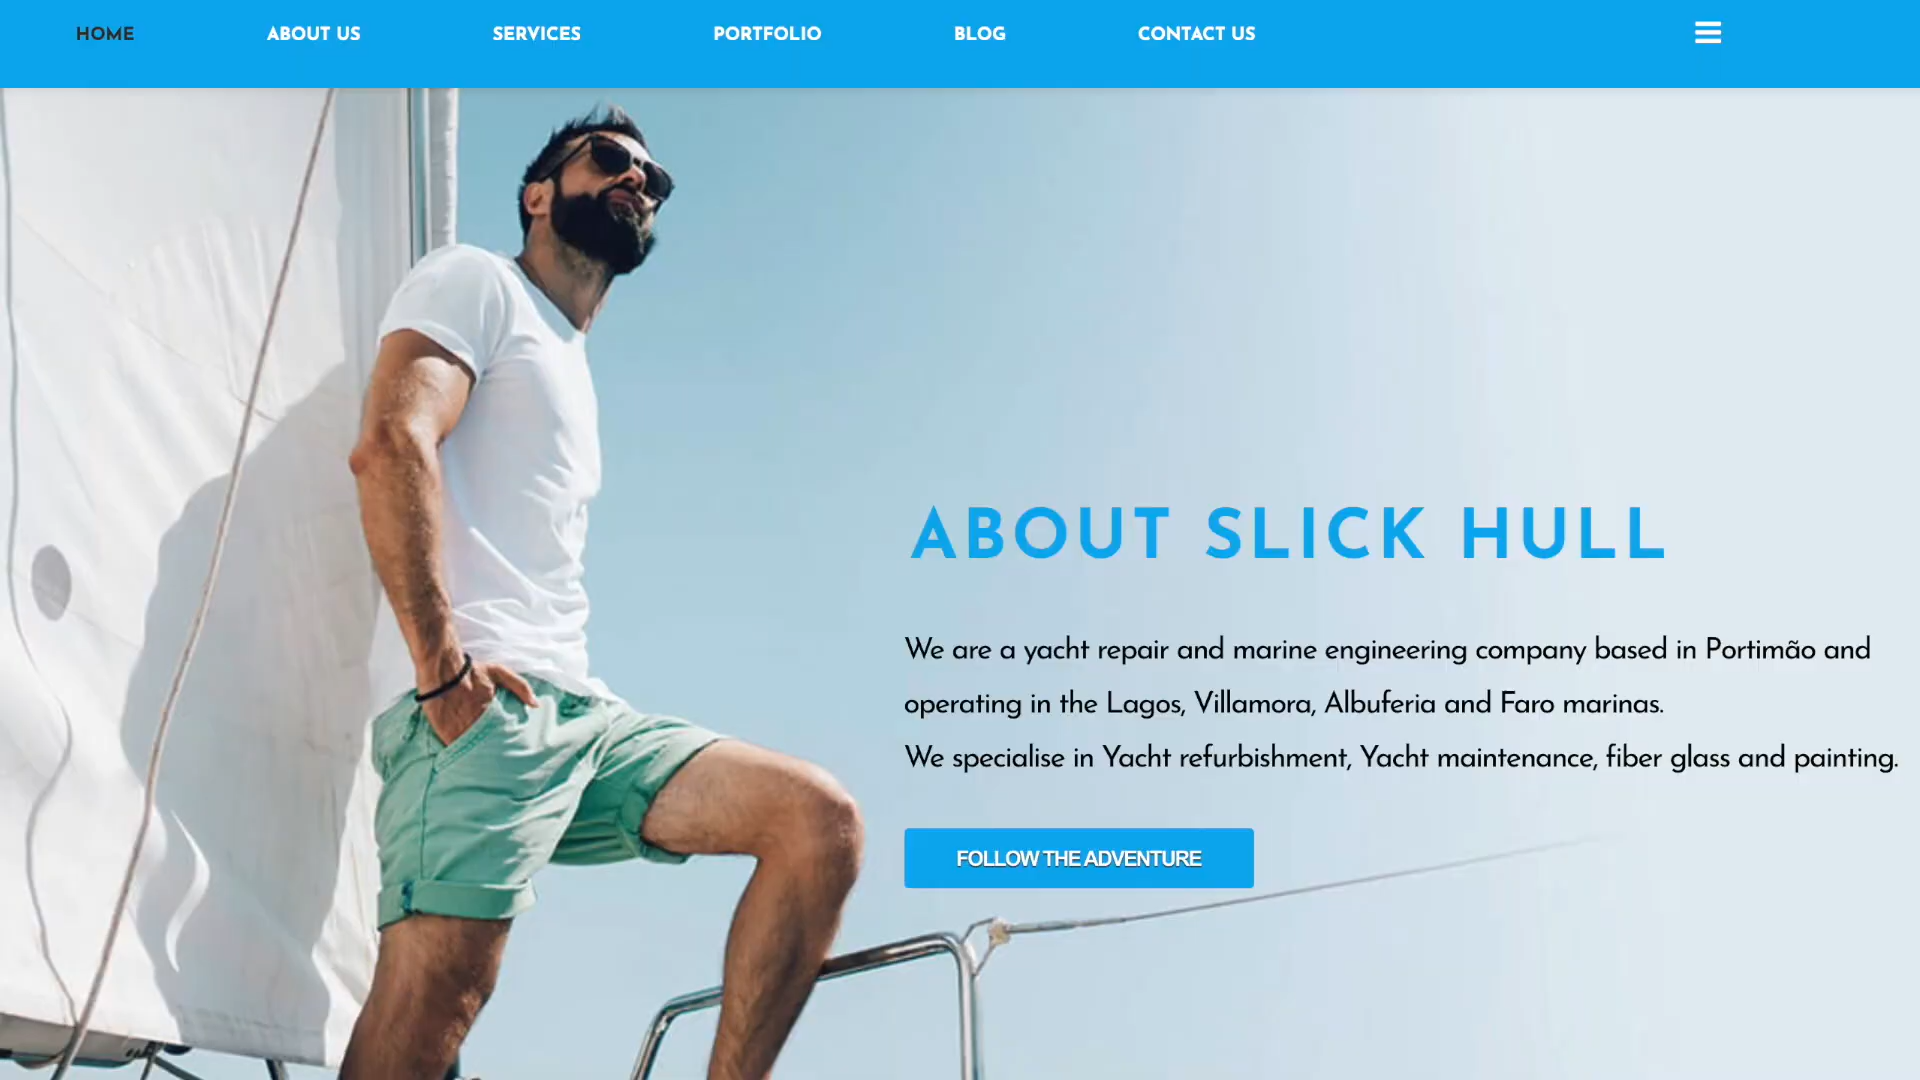 HOME
ABOUT US
SERVICES
PORTFOLIO
BLOG
CONTACT US
ABOUT SLICK HULL
We are a yacht repair and marine engineering company based in Portimão and
operating in the Lagos, Villamora, Albuferia and Faro marinas.
We specialise in Yacht refurbishment, Yacht maintenance, fiber glass and painting.
FOLLOW THE ADVENTURE